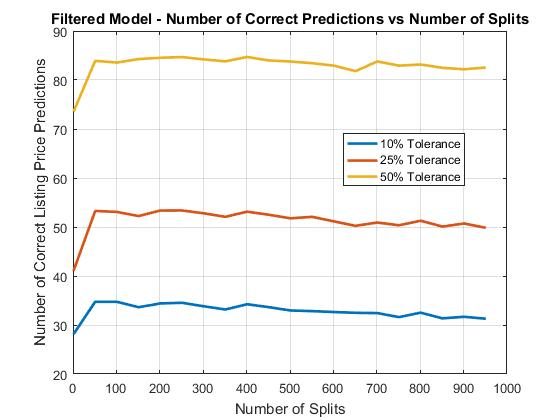 Filtered Model - Number of Correct Predictions vs Number of Splits
Number of Correct Listing Price Predictions
90
80
70
60
50
40
30
20
10% Tolerance
25% Tolerance
50% Tolerance
0 100 200 300 400 500 600 700 800 900 1000
Number of Splits